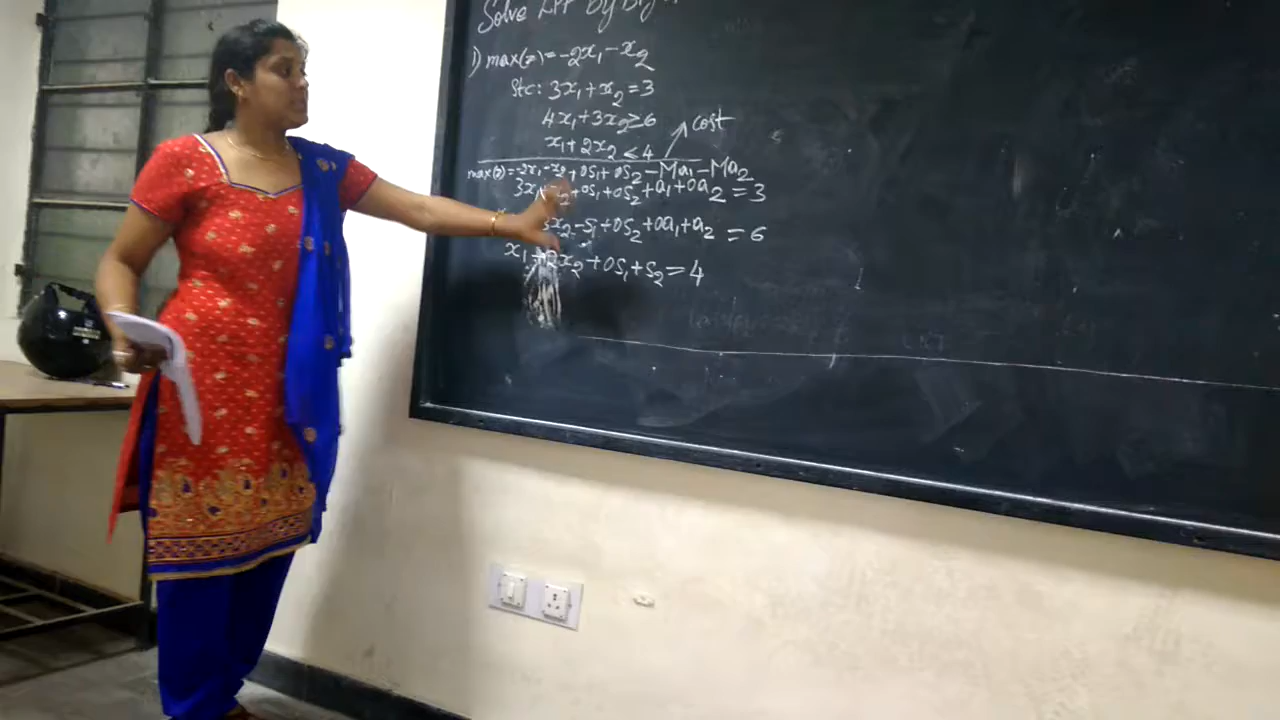 Solve LPP by Big
1) max(z) = -2x₁ - x₂
Stc: 3x₁ + x₂ = 3
4x₁ + 3x₂ ≥ 6
x₁ + 2x₂ ≤ 4
cost
max(z) = -2x₁ - x₂ + 0s₁ + 0s₂ - Ma₁ - Ma₂
3x₁ + 0s₁ + 0s₂ + a₁ + 0a₂ = 3
x₂ - s₁ + 0s₂ + 0a₁ + a₂ = 6
x₁ + 2x₂ + 0s₁ + s₂ = 4